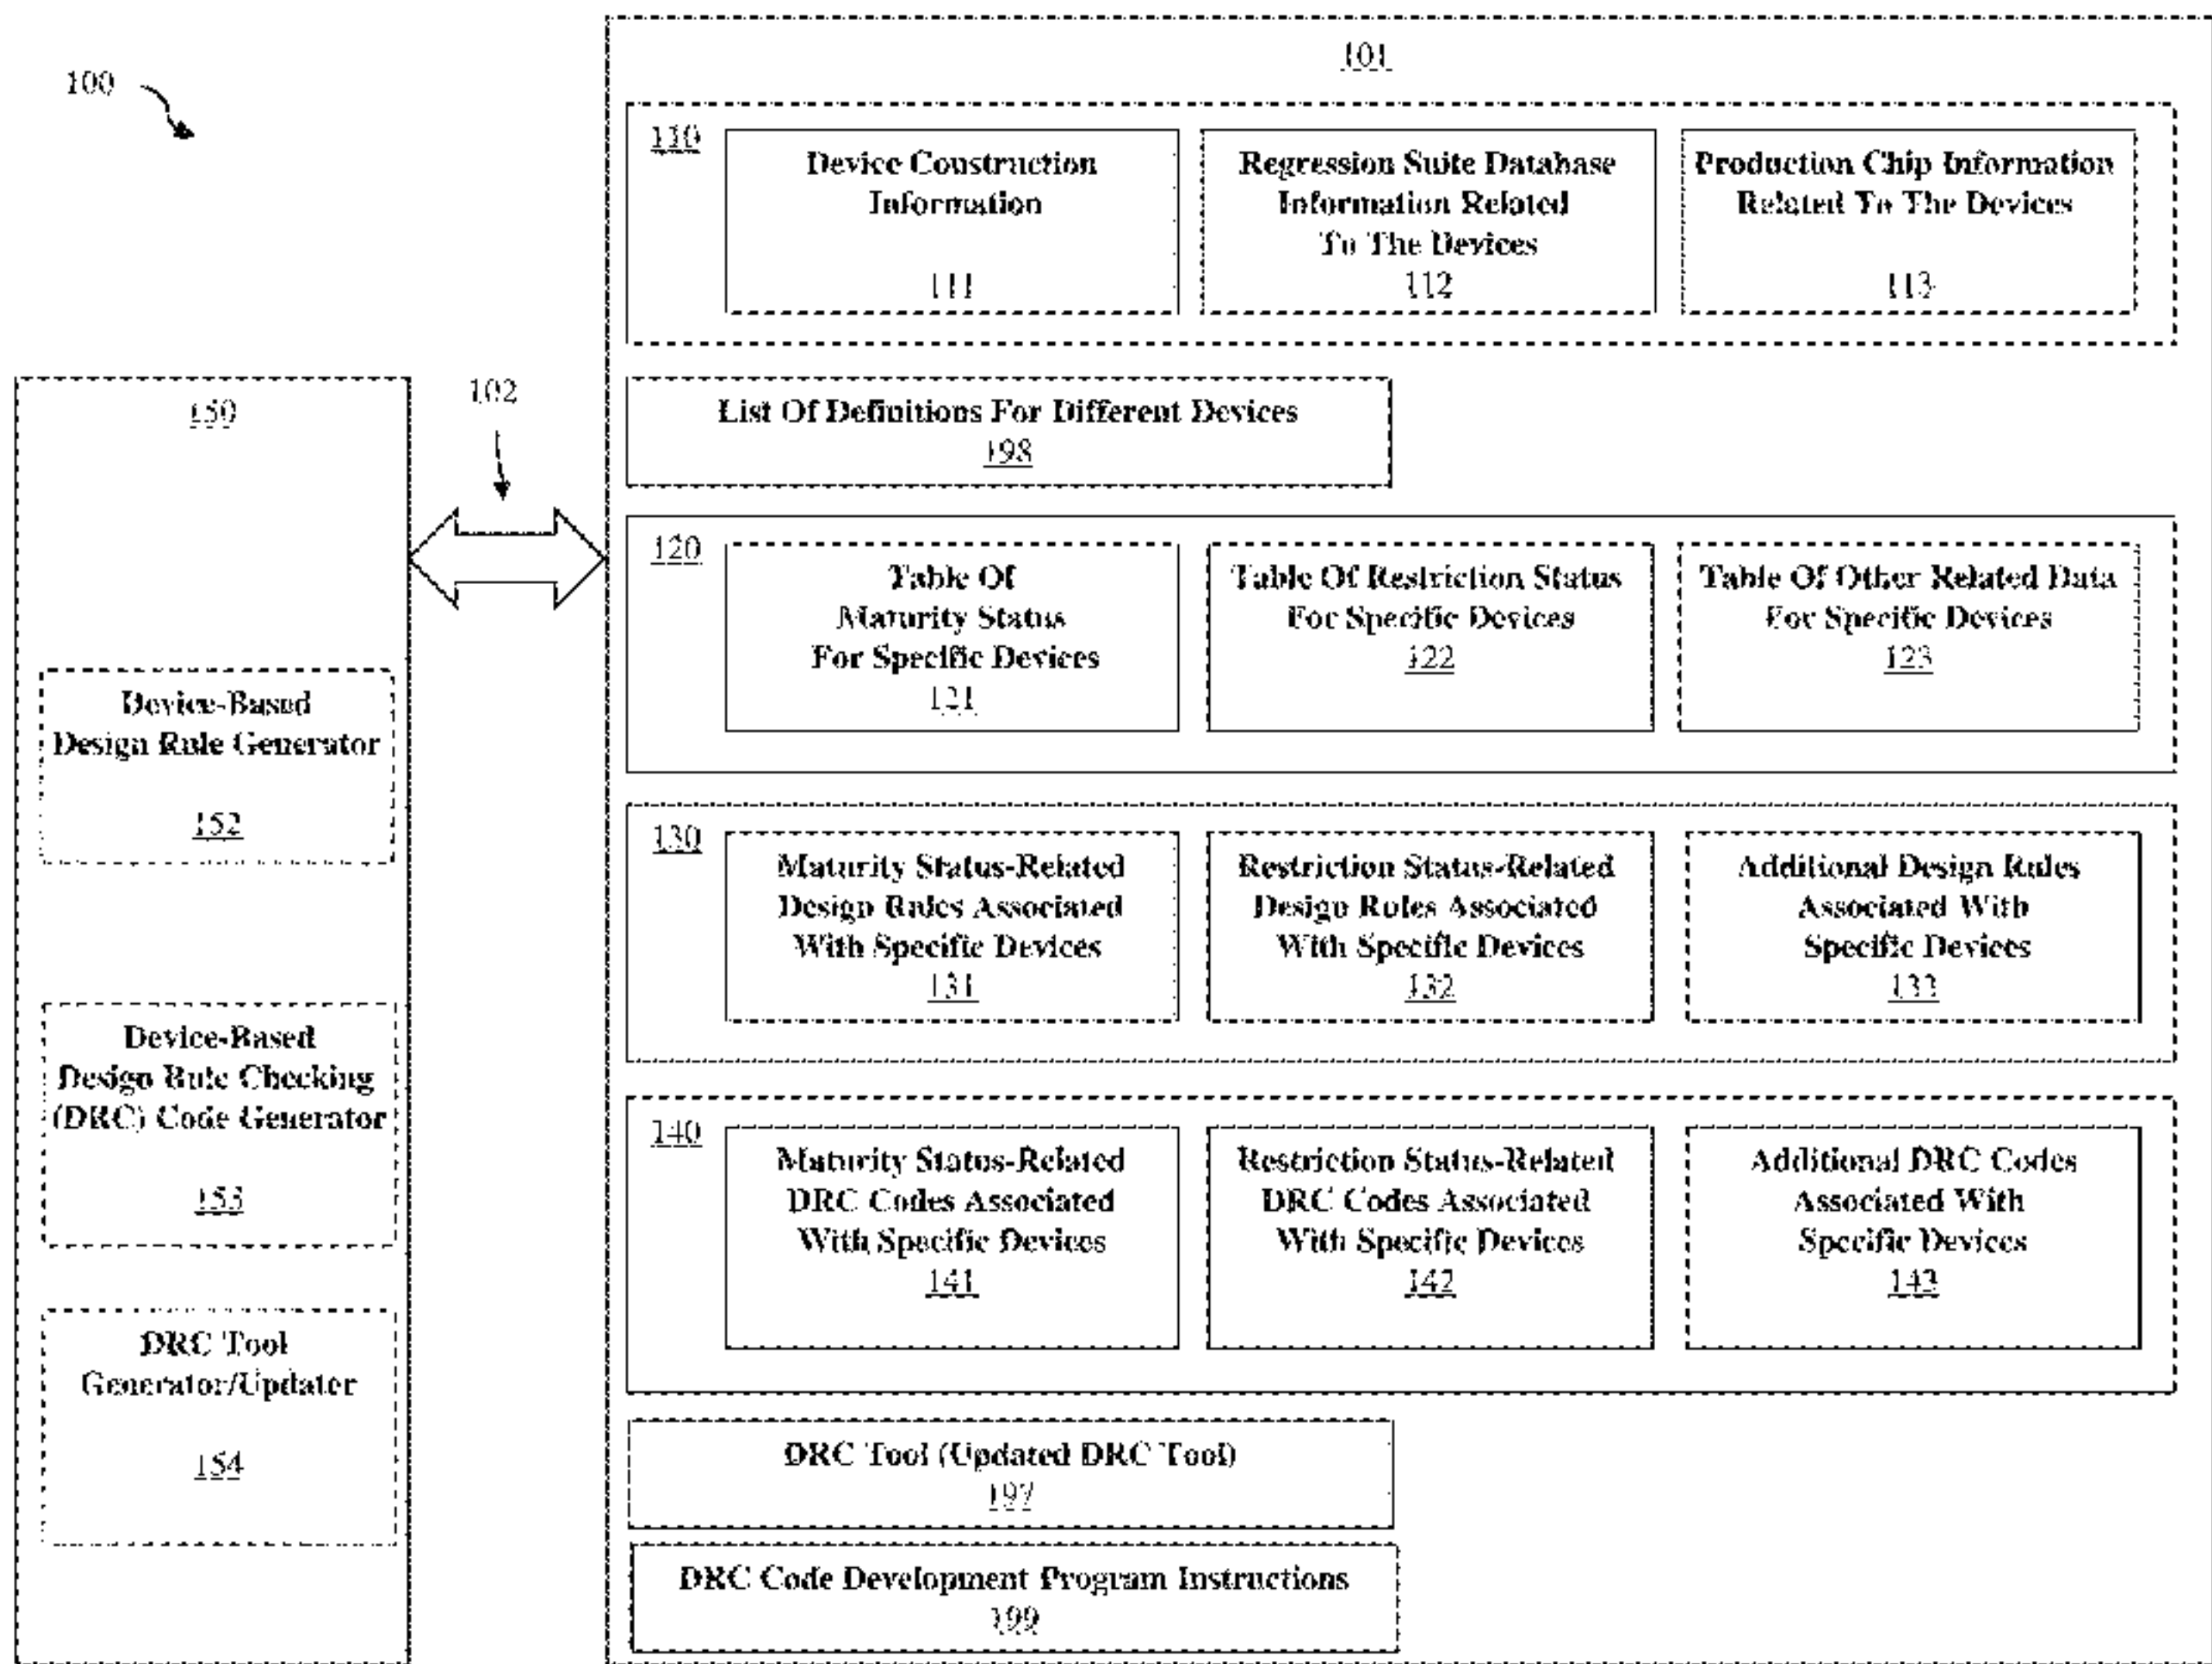 100
101
110
Device Construction
Information
111
Regression Suite Database
Information Related
To The Devices
112
Production Chip Information
Related To The Devices
113
150
102
List Of Definitions For Different Devices
198
120
Table Of
Maturity Status
For Specific Devices
121
Table Of Restriction Status
For Specific Devices
122
Table Of Other Related Data
For Specific Devices
123
Device-Based
Design Rule Generator
152
130
Maturity Status-Related
Design Rules Associated
With Specific Devices
131
Restriction Status-Related
Design Rules Associated
With Specific Devices
132
Additional Design Rules
Associated With
Specific Devices
133
Device-Based
Design Rule Checking
(DRC) Code Generator
153
140
Maturity Status-Related
DRC Codes Associated
With Specific Devices
141
Restriction Status-Related
DRC Codes Associated
With Specific Devices
142
Additional DRC Codes
Associated With
Specific Devices
143
DRC Tool
Generator/Updater
154
DRC Tool (Updated DRC Tool)
197
DRC Code Development Program Instructions
199